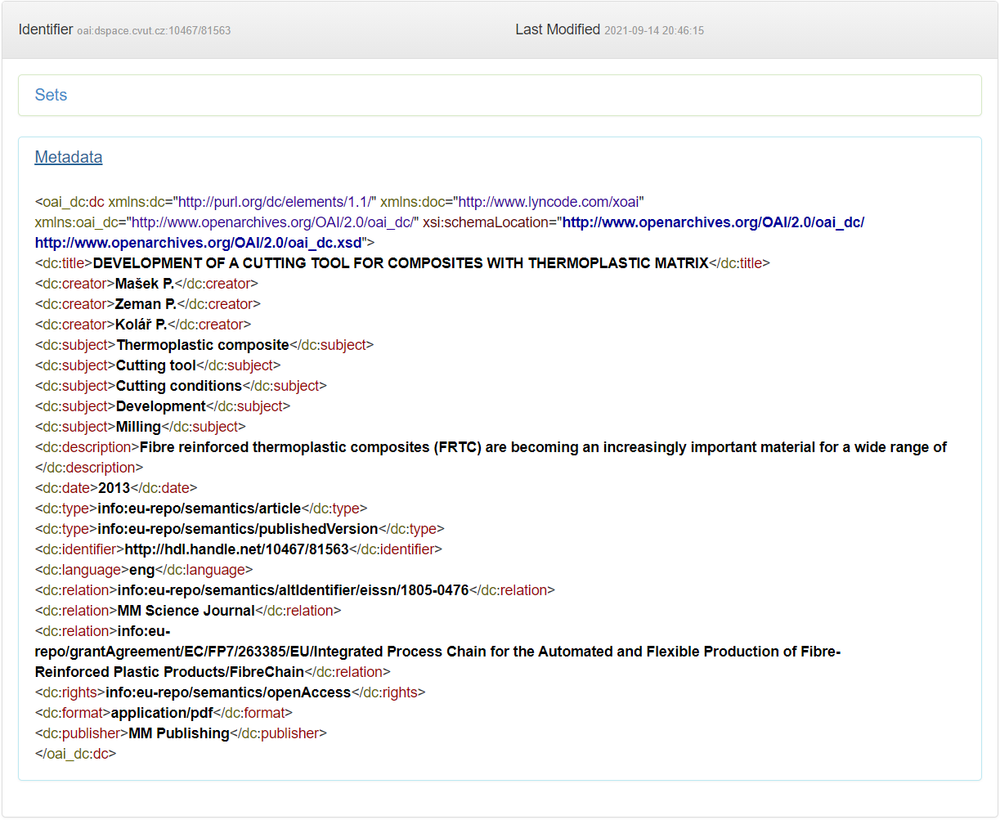 Identifier oai:dspace.cvut.cz:10467/81563 Last Modified 2021-09-14 20:46:15
Sets
Metadata
<oai_dc:dc xmlns:dc="http://purl.org/dc/elements/1.1/" xmlns:doc="http://www.lyncode.com/xoai"
xmlns:oai_dc="http://www.openarchives.org/OAI/2.0/oai_dc/" xsi:schemaLocation="http://www.openarchives.org/OAI/2.0/oai_dc/
http://www.openarchives.org/OAI/2.0/oai_dc.xsd">
<dc:title>DEVELOPMENT OF A CUTTING TOOL FOR COMPOSITES WITH THERMOPLASTIC MATRIX</dc:title>
<dc:creator>Mašek P.</dc:creator>
<dc:creator>Zeman P.</dc:creator>
<dc:creator>Kolář P.</dc:creator>
<dc:subject>Thermoplastic composite</dc:subject>
<dc:subject>Cutting tool</dc:subject>
<dc:subject>Cutting conditions</dc:subject>
<dc:subject>Development</dc:subject>
<dc:subject>Milling</dc:subject>
<dc:description>Fibre reinforced thermoplastic composites (FRTC) are becoming an increasingly important material for a wide range of
</dc:description>
<dc:date>2013</dc:date>
<dc:type>info:eu-repo/semantics/article</dc:type>
<dc:type>info:eu-repo/semantics/publishedVersion</dc:type>
<dc:identifier>http://hdl.handle.net/10467/81563</dc:identifier>
<dc:language>eng</dc:language>
<dc:relation>info:eu-repo/semantics/altIdentifier/eissn/1805-0476</dc:relation>
<dc:relation>MM Science Journal</dc:relation>
<dc:relation>info:eu-
repo/grantAgreement/EC/FP7/263385/EU/Integrated Process Chain for the Automated and Flexible Production of Fibre-
Reinforced Plastic Products/FibreChain</dc:relation>
<dc:rights>info:eu-repo/semantics/openAccess</dc:rights>
<dc:format>application/pdf</dc:format>
<dc:publisher>MM Publishing</dc:publisher>
</oai_dc:dc>